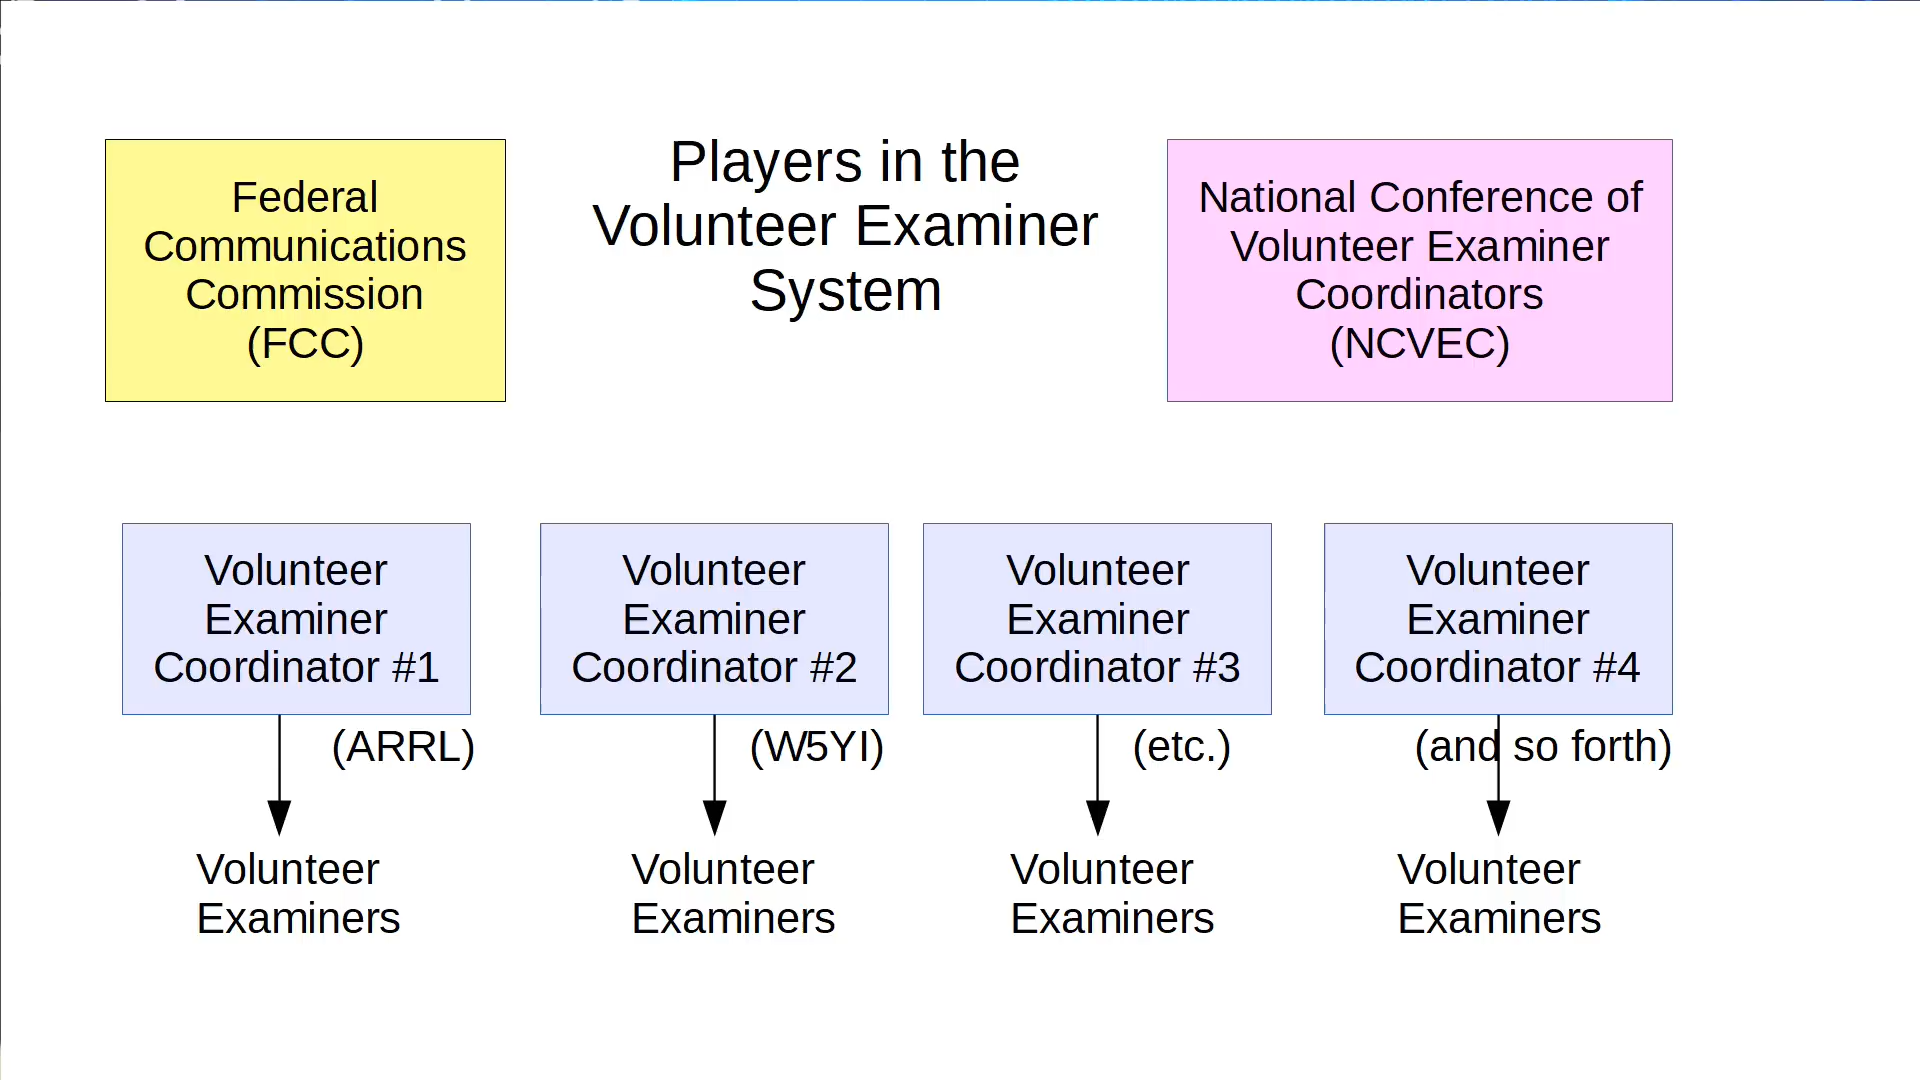 Federal
Communications
Commission
(FCC)
Players in the
Volunteer Examiner
System
National Conference of
Volunteer Examiner
Coordinators
(NCVEC)
Volunteer
Examiner
Coordinator #1
(ARRL)
Volunteer
Examiners
Volunteer
Examiner
Coordinator #2
(W5YI)
Volunteer
Examiners
Volunteer
Examiner
Coordinator #3
(etc.)
Volunteer
Examiners
Volunteer
Examiner
Coordinator #4
(and so forth)
Volunteer
Examiners